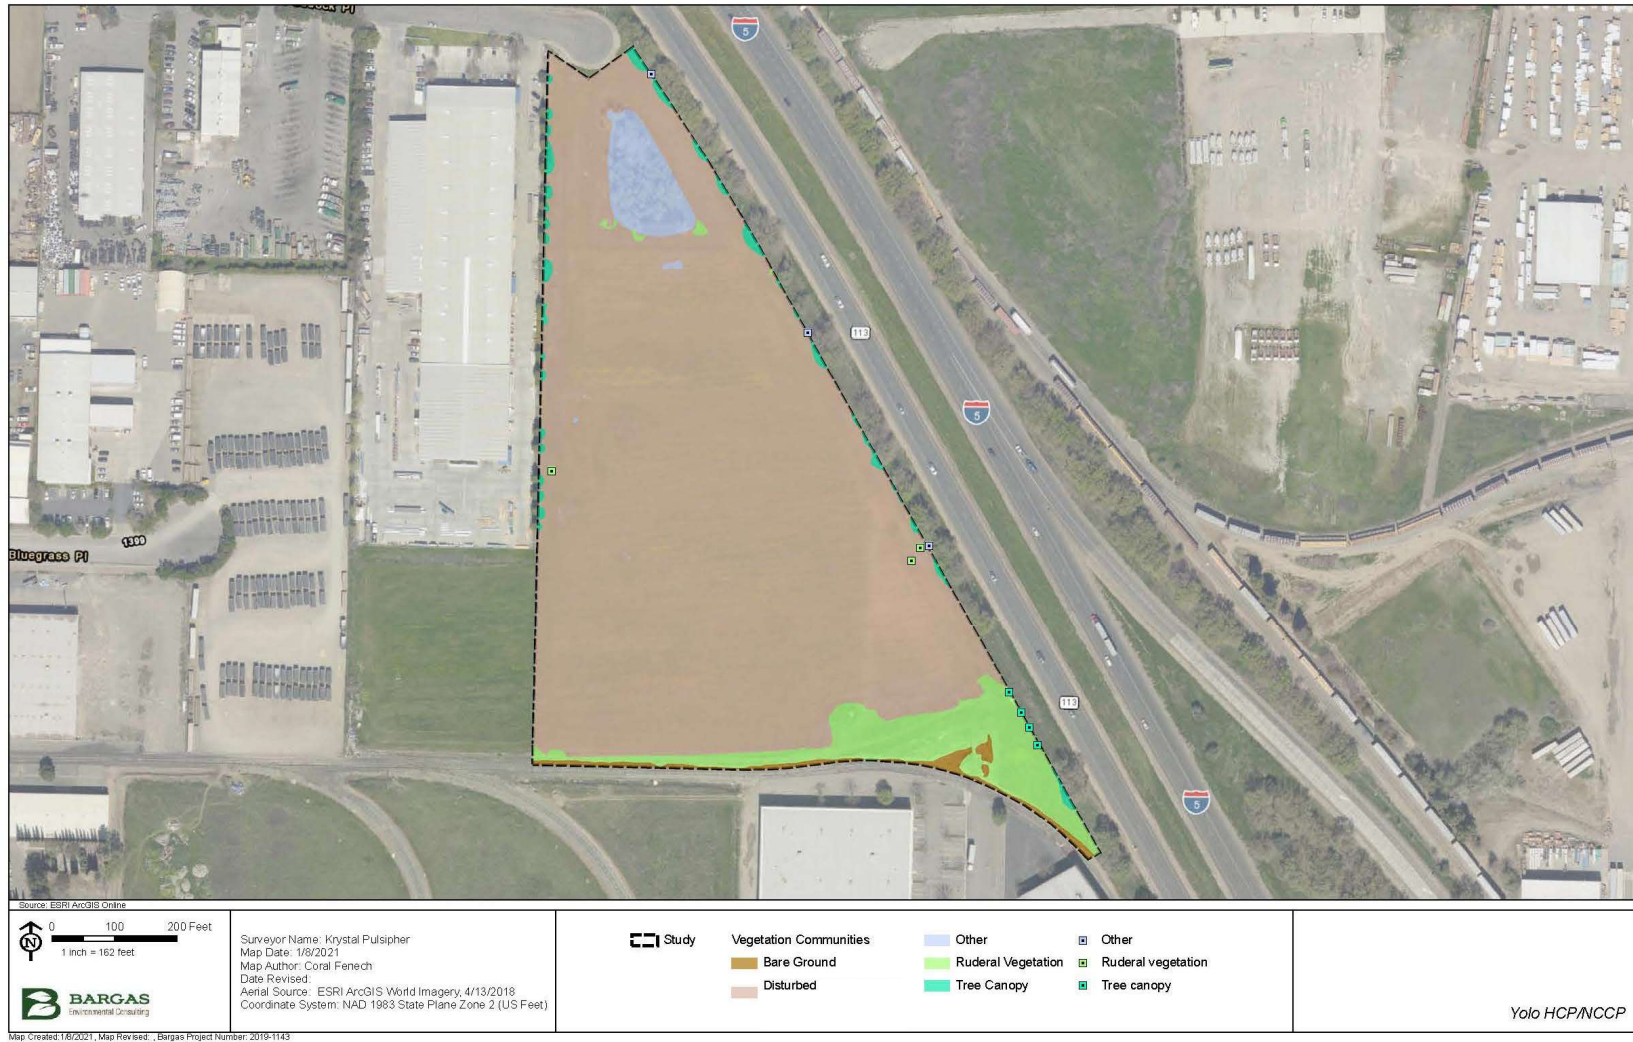 Pl
5
113
5
1399
Bluegrass Pl
113
5
Source: ESRI ArcGIS Online
N
0 100 200 Feet
1 inch = 162 feet
BARGAS
Environmental Consulting
Surveyor Name: Krystal Pulsipher
Map Date: 1/8/2021
Map Author: Coral Fenech
Date Revised:
Aerial Source: ESRI ArcGIS World Imagery, 4/13/2018
Coordinate System: NAD 1983 State Plane Zone 2 (US Feet)
Study
Vegetation Communities
Bare Ground
Disturbed
Other
Ruderal Vegetation
Tree Canopy
Other
Ruderal vegetation
Tree canopy
Yolo HCP/NCCP
Map Created:1/8/2021, Map Revised: , Bargas Project Number: 2019-1143